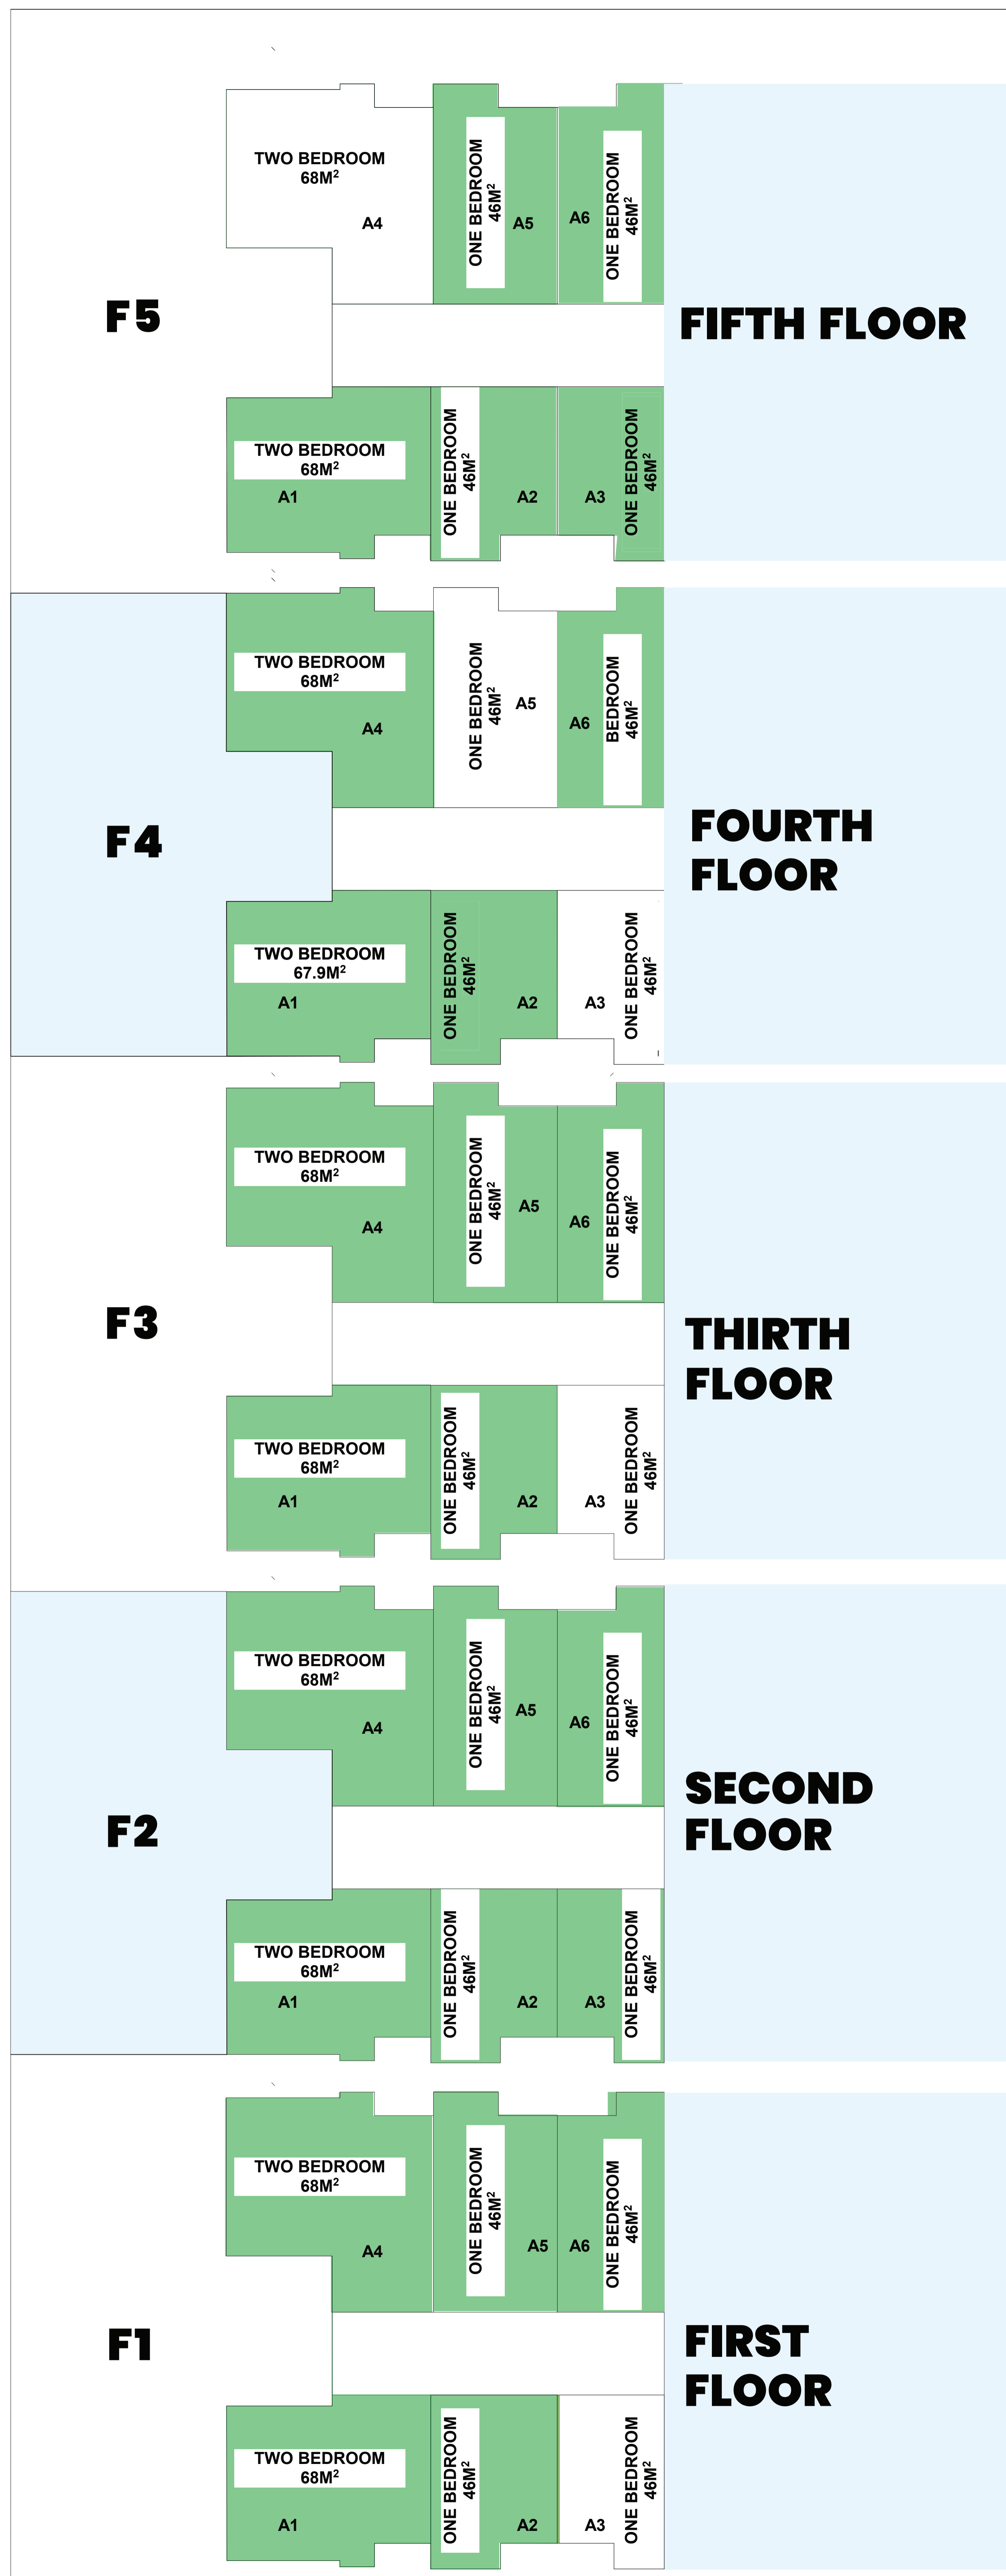 TWO BEDROOM
68M²
A4
ONE BEDROOM
46M²
A5
A6
ONE BEDROOM
46M²
F5
FIFTH FLOOR
TWO BEDROOM
68M²
A1
ONE BEDROOM
46M²
A2
A3
ONE BEDROOM
46M²
TWO BEDROOM
68M²
A4
ONE BEDROOM
46M²
A5
A6
BEDROOM
46M²
F4
FOURTH
FLOOR
TWO BEDROOM
67.9M²
A1
ONE BEDROOM
46M²
A2
A3
ONE BEDROOM
46M²
TWO BEDROOM
68M²
A4
ONE BEDROOM
46M²
A5
A6
ONE BEDROOM
46M²
F3
THIRTH
FLOOR
TWO BEDROOM
68M²
A1
ONE BEDROOM
46M²
A2
A3
ONE BEDROOM
46M²
TWO BEDROOM
68M²
A4
ONE BEDROOM
46M²
A5
A6
ONE BEDROOM
46M²
F2
SECOND
FLOOR
TWO BEDROOM
68M²
A1
ONE BEDROOM
46M²
A2
A3
ONE BEDROOM
46M²
TWO BEDROOM
68M²
A4
ONE BEDROOM
46M²
A5
A6
ONE BEDROOM
46M²
F1
FIRST
FLOOR
TWO BEDROOM
68M²
A1
ONE BEDROOM
46M²
A2
A3
ONE BEDROOM
46M²